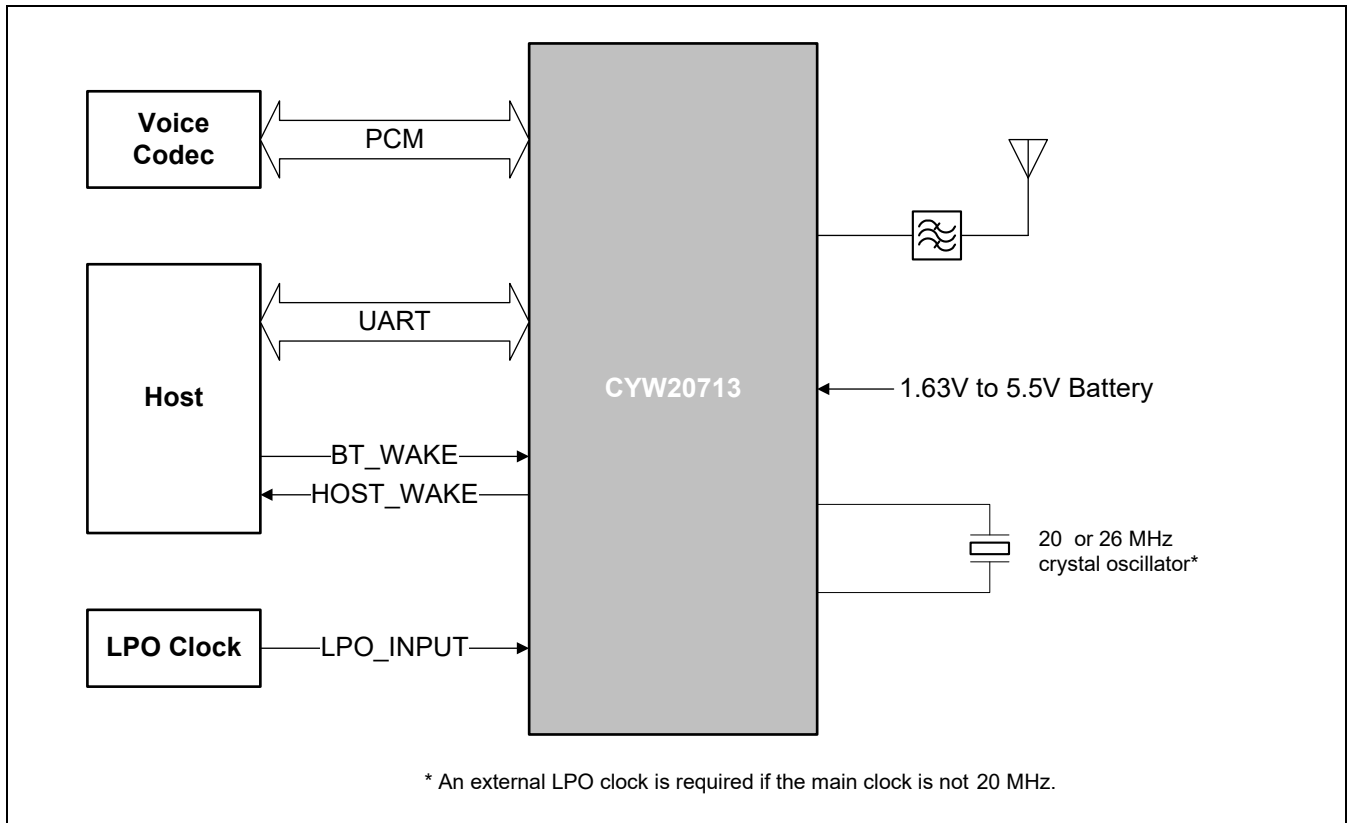 Voice
Codec
PCM
Host
UART
BT_WAKE
HOST_WAKE
LPO Clock
LPO_INPUT
CYW20713
1.63V to 5.5V Battery
20 or 26 MHz
crystal oscillator*
* An external LPO clock is required if the main clock is not 20 MHz.